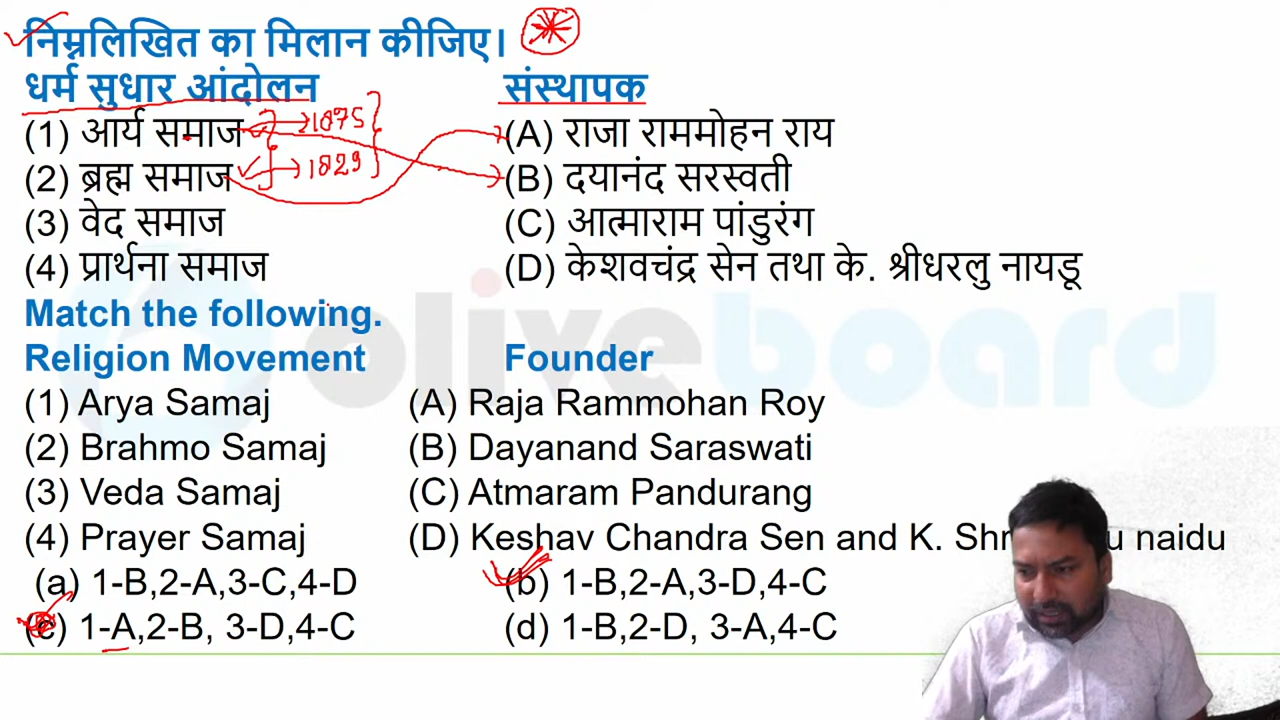 निम्नलिखित का मिलान कीजिए।
धर्म सुधार आंदोलन संस्थापक
(1) आर्य समाज 1875 (A) राजा राममोहन राय
(2) ब्रह्म समाज 1829 (B) दयानंद सरस्वती
(3) वेद समाज (C) आत्माराम पांडुरंग
(4) प्रार्थना समाज (D) केशवचंद्र सेन तथा के. श्रीधरलु नायडू
Match the following.
Religion Movement Founder
(1) Arya Samaj (A) Raja Rammohan Roy
(2) Brahmo Samaj (B) Dayanand Saraswati
(3) Veda Samaj (C) Atmaram Pandurang
(4) Prayer Samaj (D) Keshav Chandra Sen and K. naidu
(a) 1-B,2-A,3-C,4-D (b) 1-B,2-A,3-D,4-C
(c) 1-A,2-B, 3-D,4-C (d) 1-B,2-D, 3-A,4-C
oliveboard